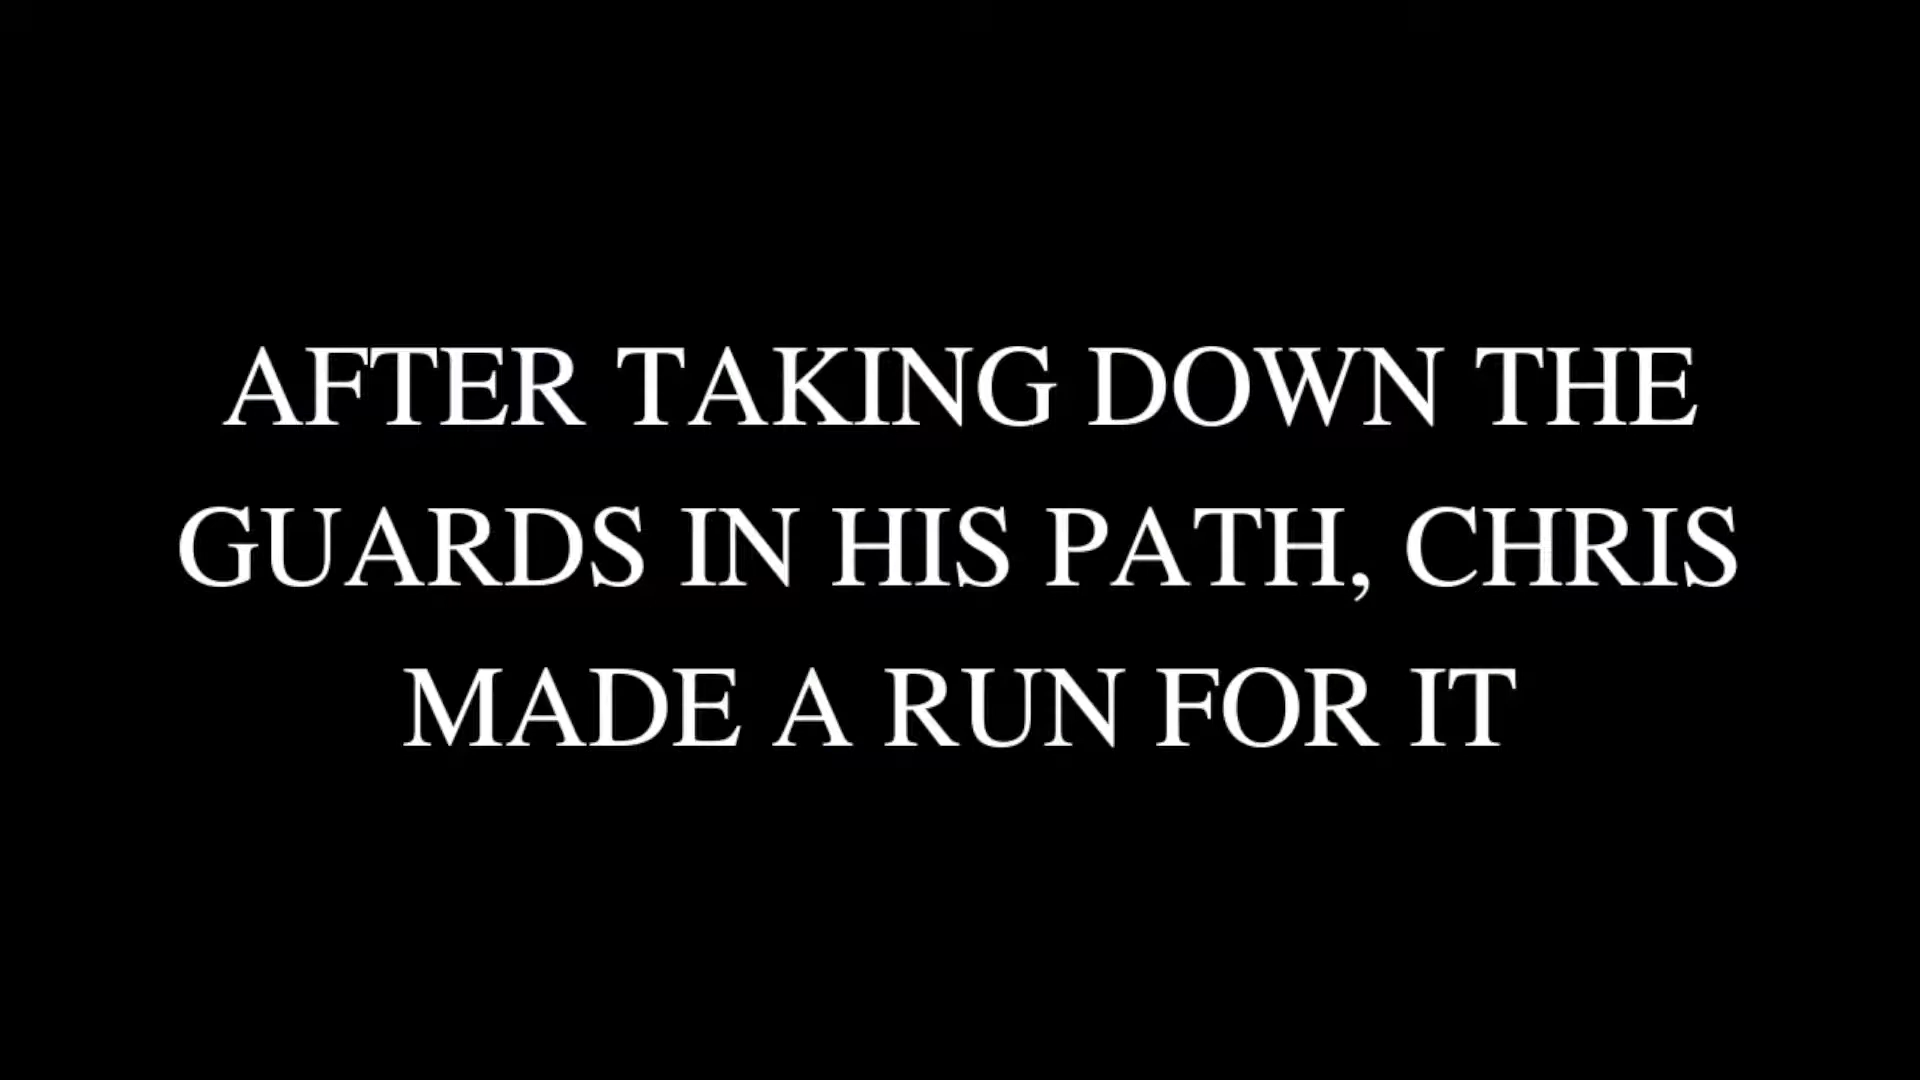 AFTER TAKING DOWN THE
GUARDS IN HIS PATH, CHRIS
MADE A RUN FOR IT